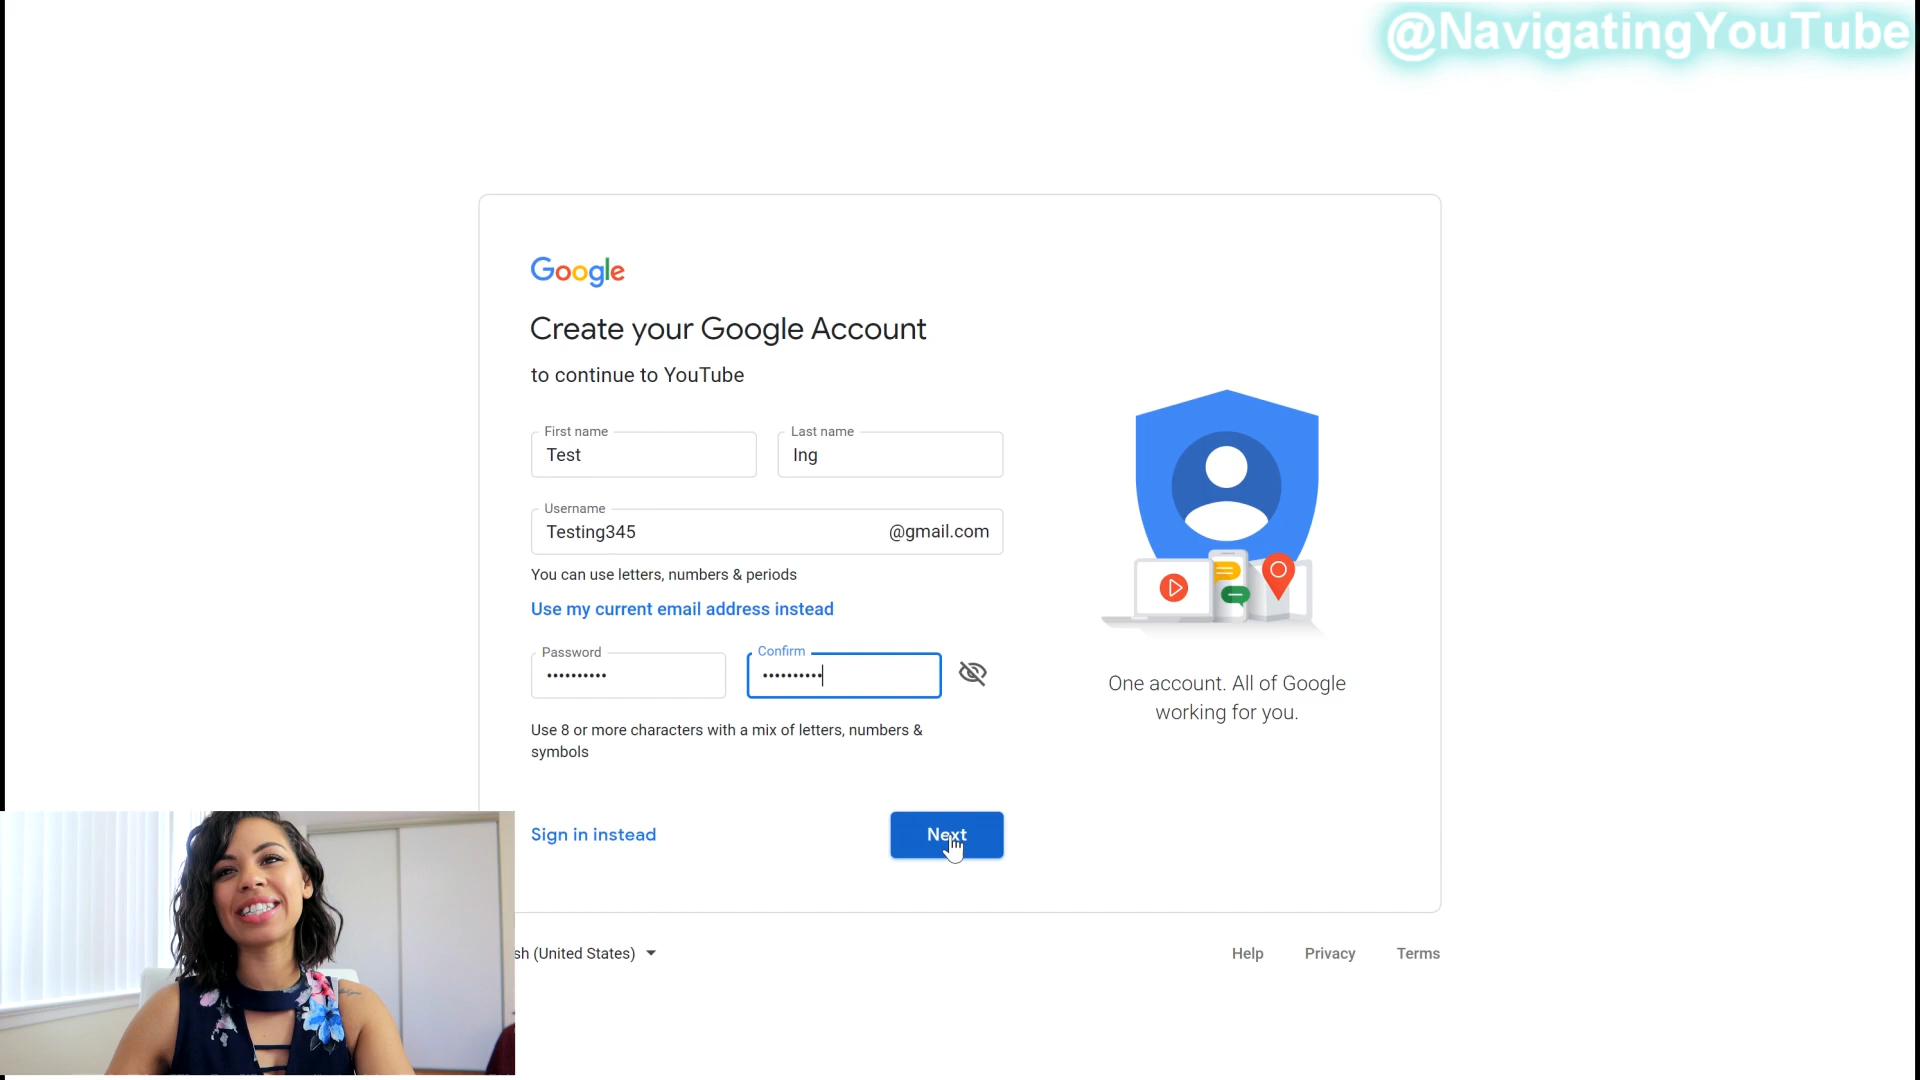 @NavigatingYouTube
Google
Create your Google Account
to continue to YouTube
First name
Last name
Test
Ing
Username
Testing345
@gmail.com
You can use letters, numbers & periods
Use my current email address instead
Password
Confirm
••••••••••
••••••••••
Use 8 or more characters with a mix of letters, numbers &
symbols
One account. All of Google
working for you.
Sign in instead
Next
sh (United States)
Help
Privacy
Terms